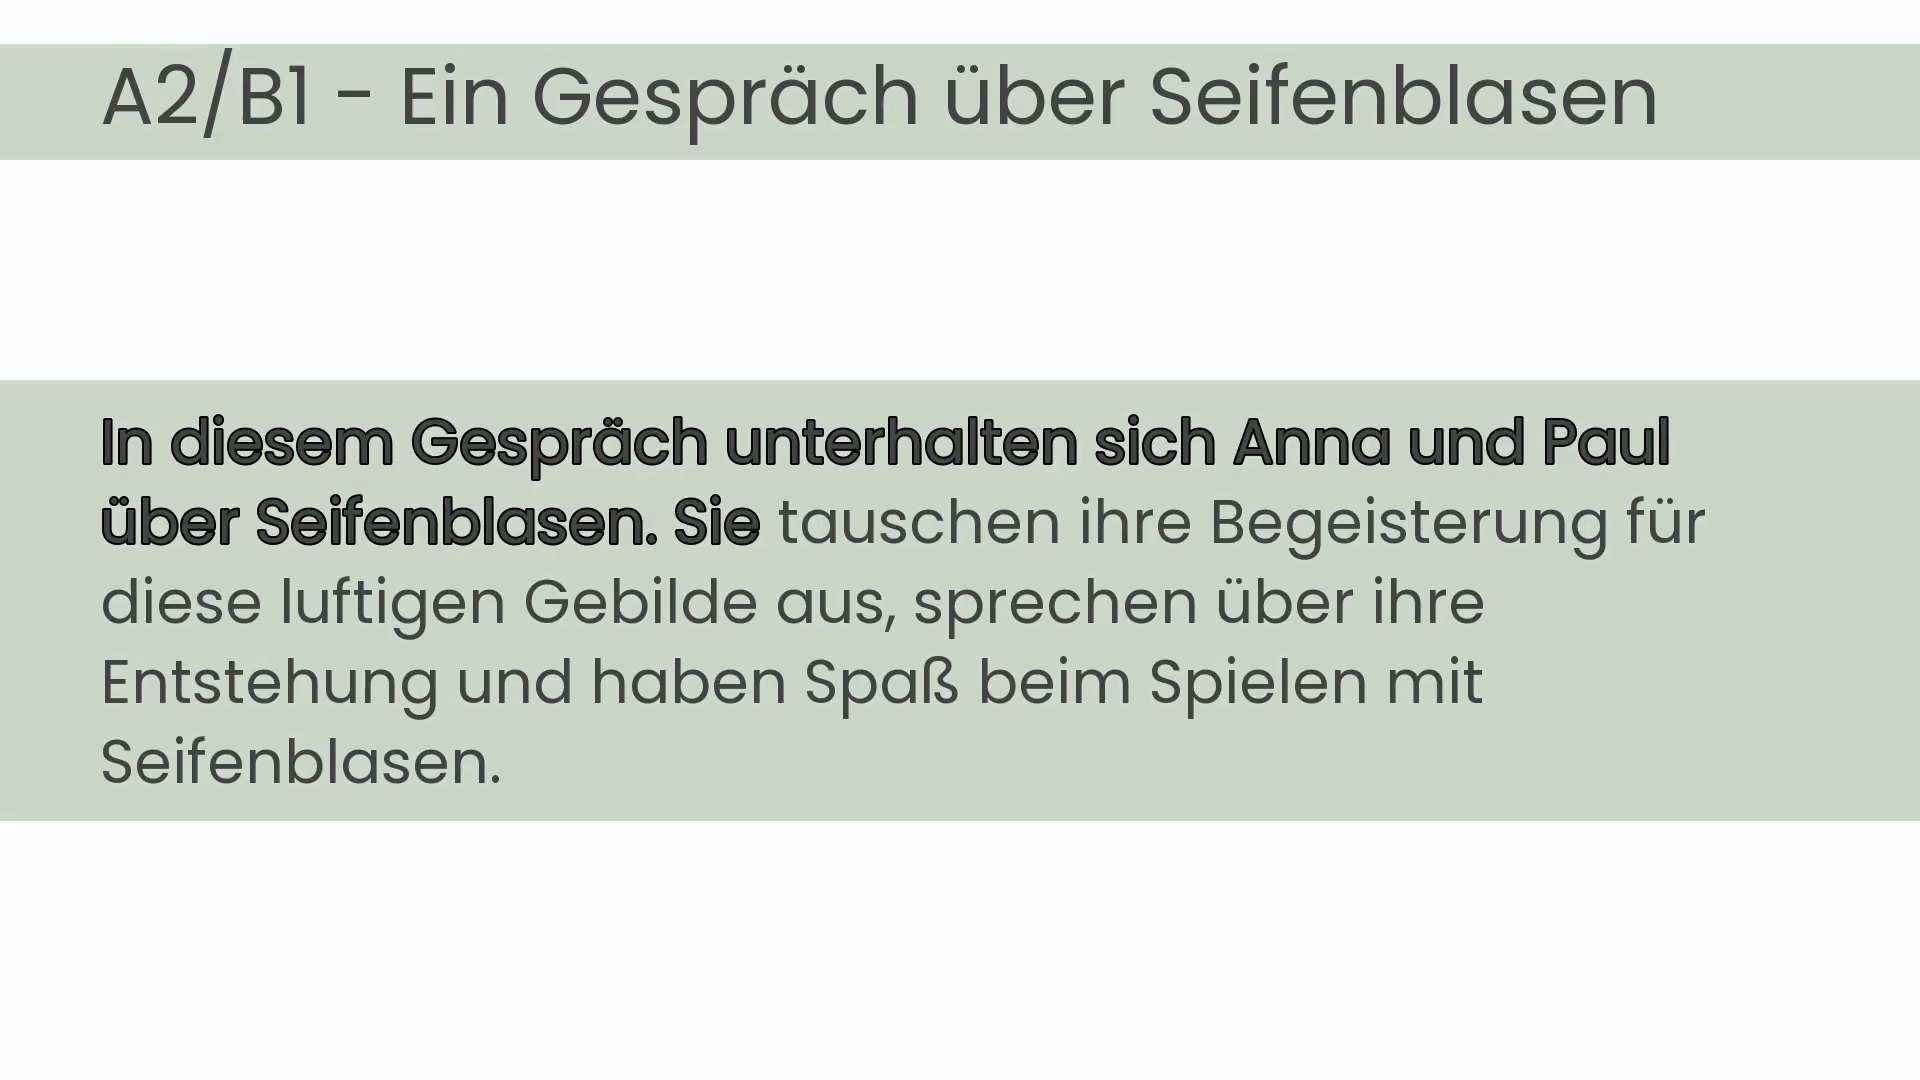 A2/B1 - Ein Gespräch über Seifenblasen
In diesem Gespräch unterhalten sich Anna und Paul
über Seifenblasen. Sie tauschen ihre Begeisterung für
diese luftigen Gebilde aus, sprechen über ihre
Entstehung und haben Spaß beim Spielen mit
Seifenblasen.